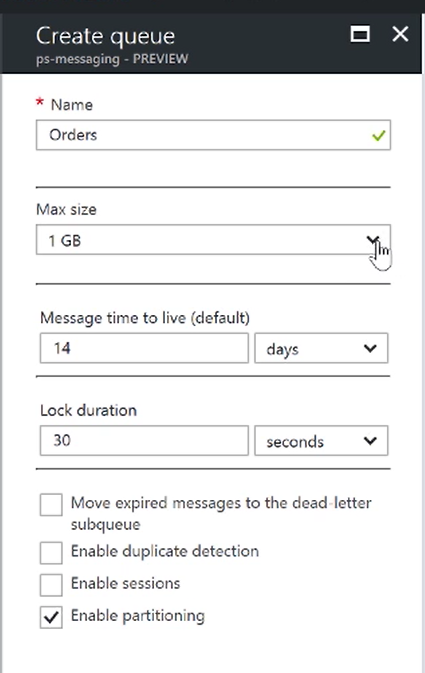 Create queue
ps-messaging - PREVIEW
* Name
Orders
Max size
1 GB
Message time to live (default)
14 days
Lock duration
30 seconds
Move expired messages to the dead-letter
subqueue
Enable duplicate detection
Enable sessions
Enable partitioning